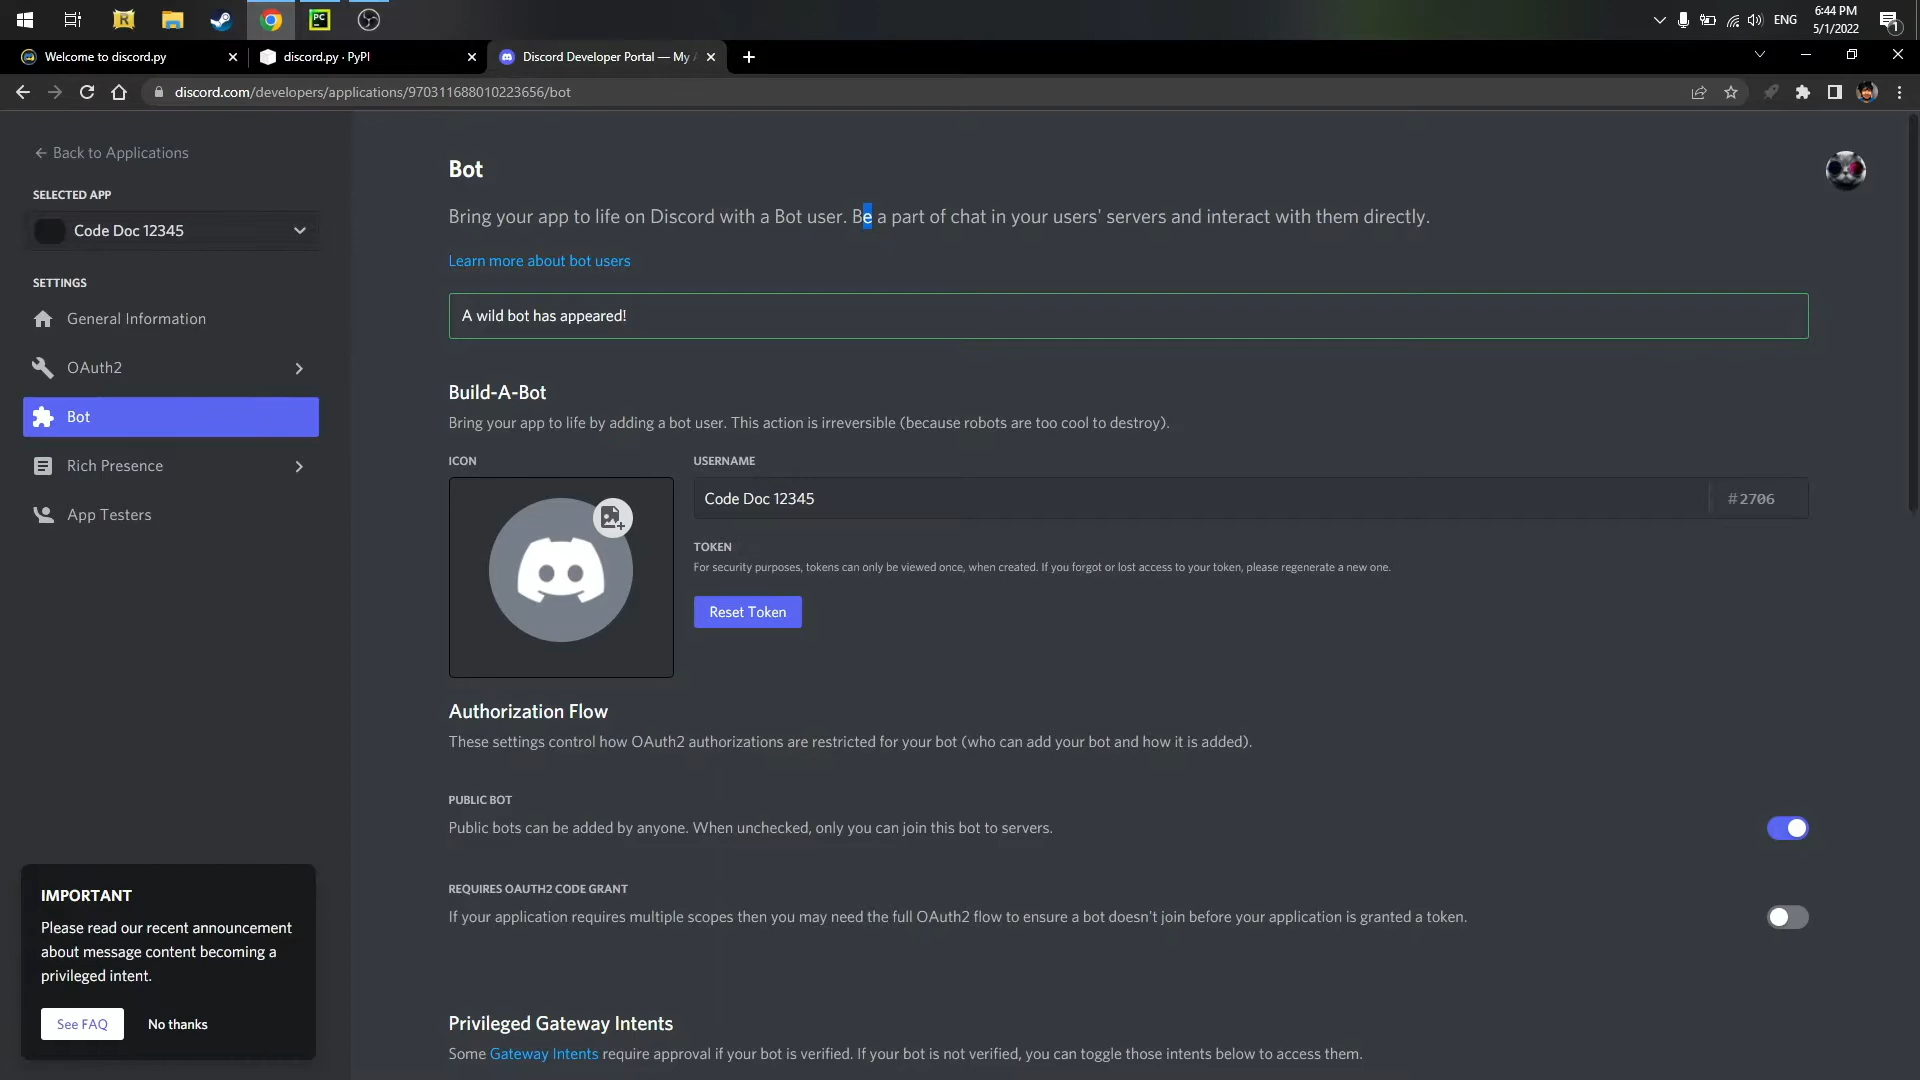 6:44 PM
ENG
5/1/2022
1
Welcome to discord.py
discord.py · PyPI
Discord Developer Portal — My
discord.com/developers/applications/970311688010223656/bot
Back to Applications
SELECTED APP
Code Doc 12345
SETTINGS
General Information
OAuth2
Bot
Rich Presence
App Testers
IMPORTANT
Please read our recent announcement
about message content becoming a
privileged intent.
See FAQ
No thanks
Bot
Bring your app to life on Discord with a Bot user. Be a part of chat in your users' servers and interact with them directly.
Learn more about bot users
A wild bot has appeared!
Build-A-Bot
Bring your app to life by adding a bot user. This action is irreversible (because robots are too cool to destroy).
ICON
USERNAME
Code Doc 12345
#2706
TOKEN
For security purposes, tokens can only be viewed once, when created. If you forgot or lost access to your token, please regenerate a new one.
Reset Token
Authorization Flow
These settings control how OAuth2 authorizations are restricted for your bot (who can add your bot and how it is added).
PUBLIC BOT
Public bots can be added by anyone. When unchecked, only you can join this bot to servers.
REQUIRES OAUTH2 CODE GRANT
If your application requires multiple scopes then you may need the full OAuth2 flow to ensure a bot doesn't join before your application is granted a token.
Privileged Gateway Intents
Some Gateway Intents require approval if your bot is verified. If your bot is not verified, you can toggle those intents below to access them.